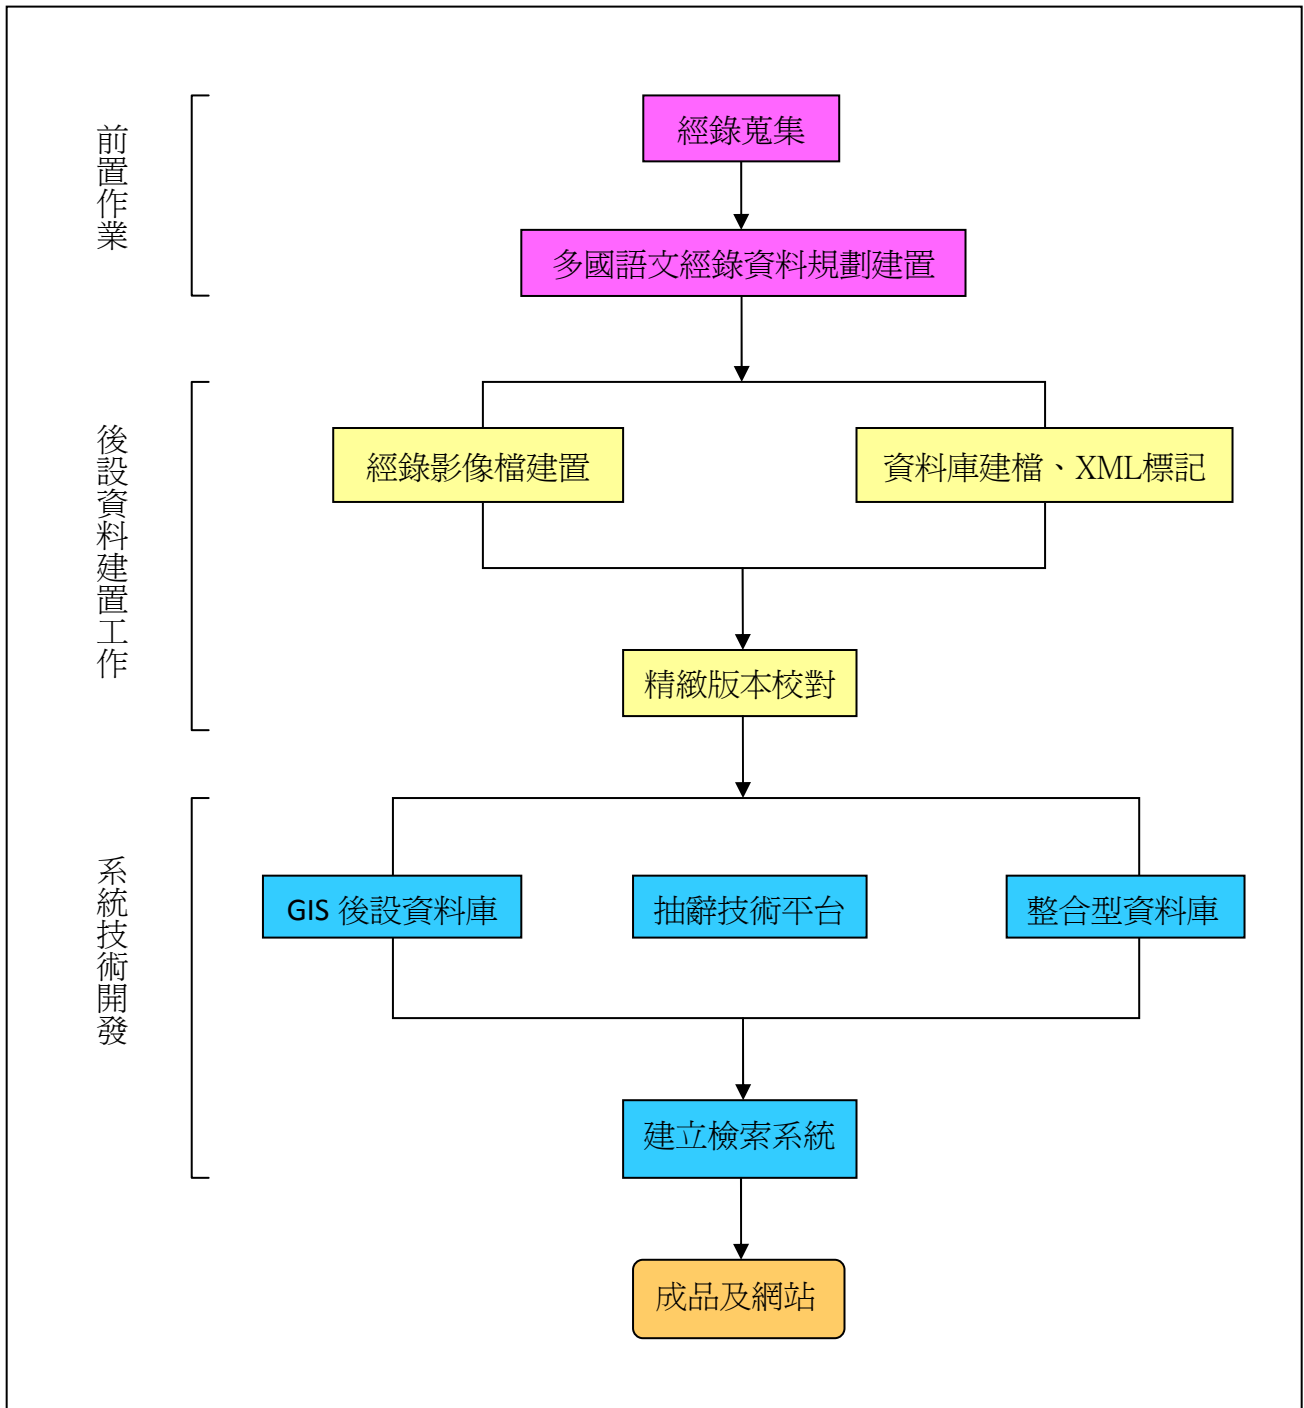 前置作業
經錄蒐集
多國語文經錄資料規劃建置
後設資料建置工作
經錄影像檔建置
資料庫建檔、XML標記
精緻版本校對
系統技術開發
GIS 後設資料庫
抽辭技術平台
整合型資料庫
建立檢索系統
成品及網站